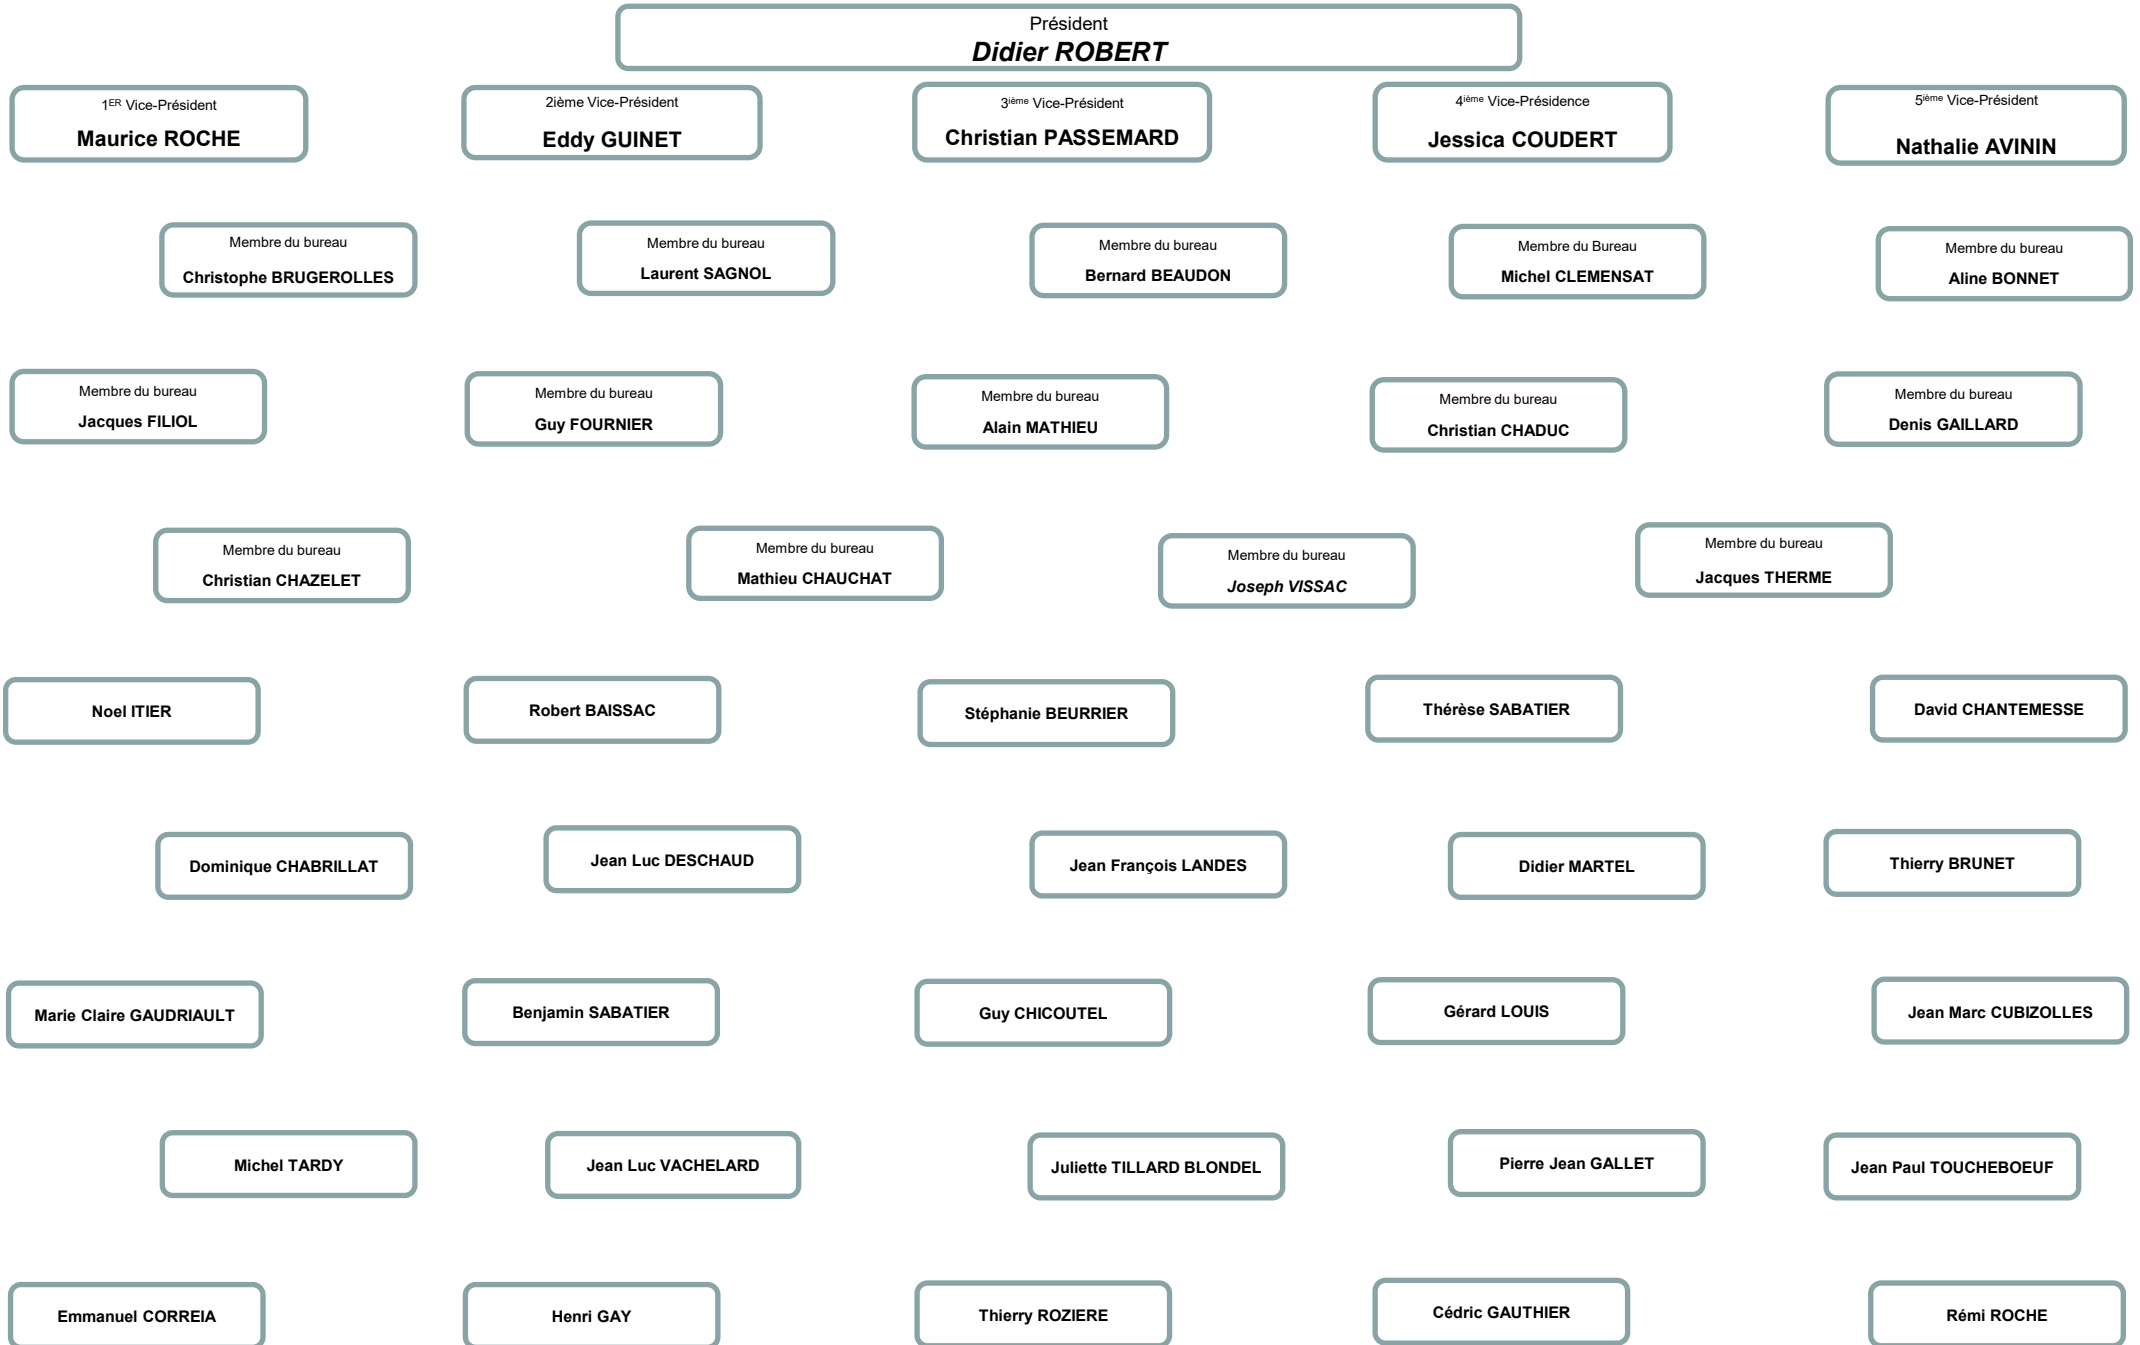 Président
Didier ROBERT
1ER Vice-Président
Maurice ROCHE
2ième Vice-Président
Eddy GUINET
3ième Vice-Président
Christian PASSEMARD
4ième Vice-Présidence
Jessica COUDERT
5ième Vice-Président
Nathalie AVININ
Membre du bureau
Christophe BRUGEROLLES
Membre du bureau
Laurent SAGNOL
Membre du bureau
Bernard BEAUDON
Membre du Bureau
Michel CLEMENSAT
Membre du bureau
Aline BONNET
Membre du bureau
Jacques FILIOL
Membre du bureau
Guy FOURNIER
Membre du bureau
Alain MATHIEU
Membre du bureau
Christian CHADUC
Membre du bureau
Denis GAILLARD
Membre du bureau
Christian CHAZELET
Membre du bureau
Mathieu CHAUCHAT
Membre du bureau
Joseph VISSAC
Membre du bureau
Jacques THERME
Noel ITIER
Robert BAISSAC
Stéphanie BEURRIER
Thérèse SABATIER
David CHANTEMESSE
Dominique CHABRILLAT
Jean Luc DESCHAUD
Jean François LANDES
Didier MARTEL
Thierry BRUNET
Marie Claire GAUDRIAULT
Benjamin SABATIER
Guy CHICOUTEL
Gérard LOUIS
Jean Marc CUBIZOLLES
Michel TARDY
Jean Luc VACHELARD
Juliette TILLARD BLONDEL
Pierre Jean GALLET
Jean Paul TOUCHEBOEUF
Emmanuel CORREIA
Henri GAY
Thierry ROZIERE
Cédric GAUTHIER
Rémi ROCHE